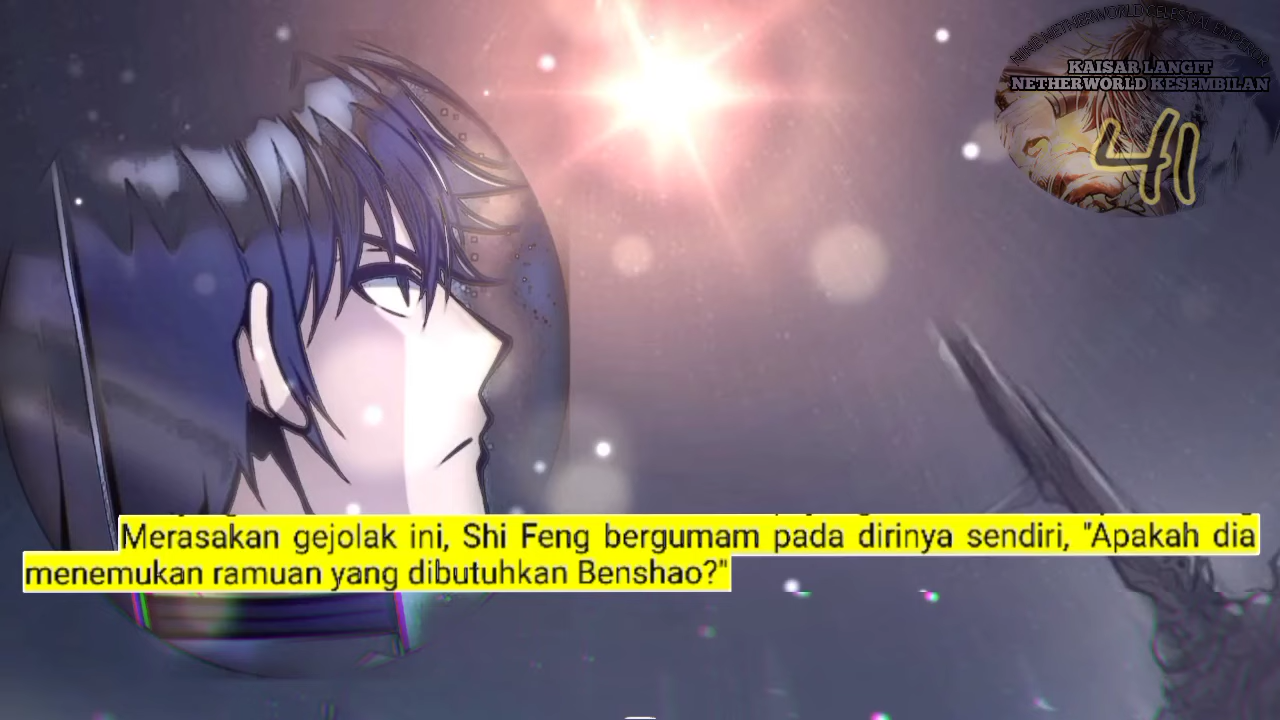 KAISAR LANGIT
NETHERWORLD KESEMBILAN
41
Merasakan gejolak ini, Shi Feng bergumam pada dirinya sendiri, "Apakah dia
menemukan ramuan yang dibutuhkan Benshao?"